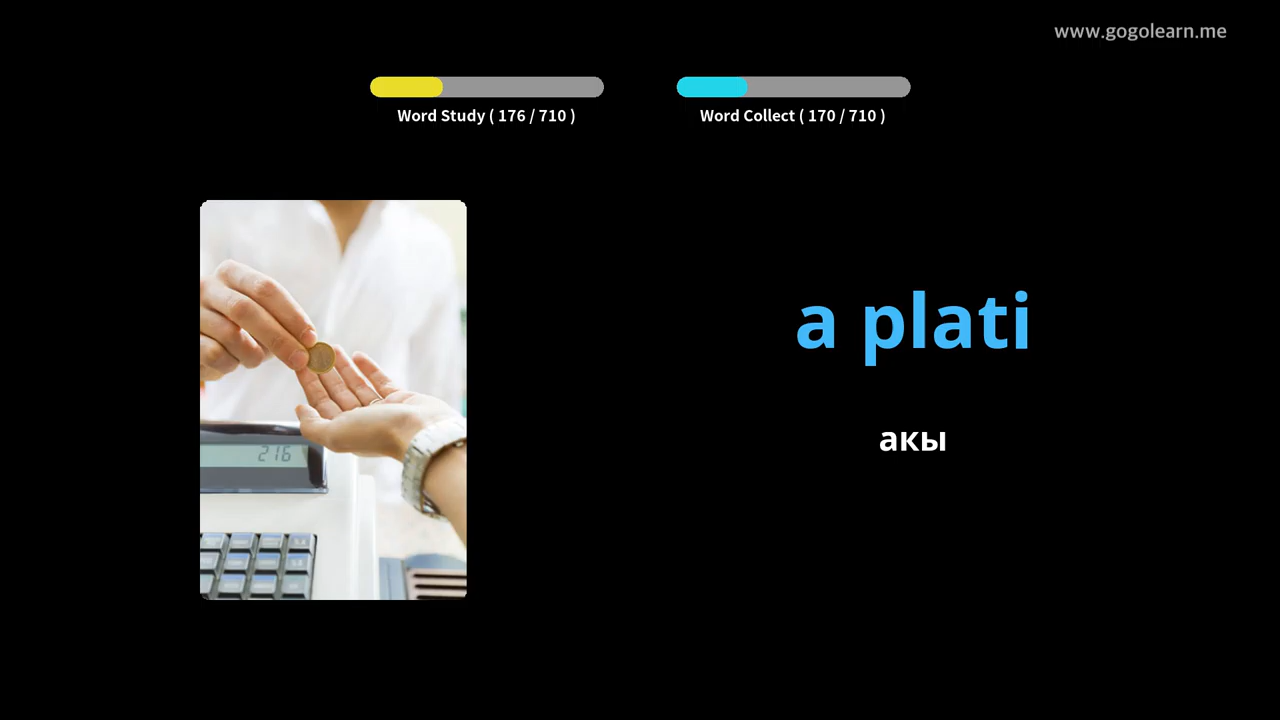 www.gogolearn.me
Word Study ( 176 / 710 )
Word Collect ( 170 / 710 )
216
a plati
акы